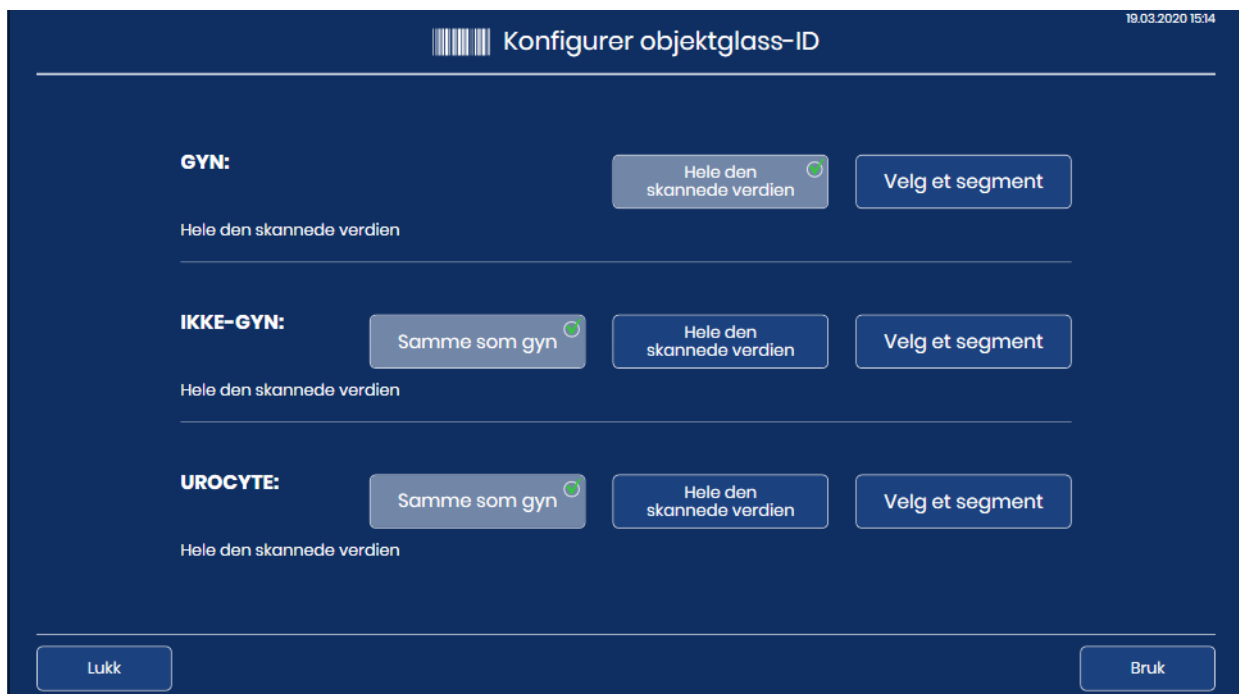 19.03.2020 15:14
Konfigurer objektglass-ID
GYN:
Hele den
skannede verdien
Velg et segment
Hele den skannede verdien
IKKE-GYN:
Samme som gyn
Hele den
skannede verdien
Velg et segment
Hele den skannede verdien
UROCYTE:
Samme som gyn
Hele den
skannede verdien
Velg et segment
Hele den skannede verdien
Lukk
Bruk